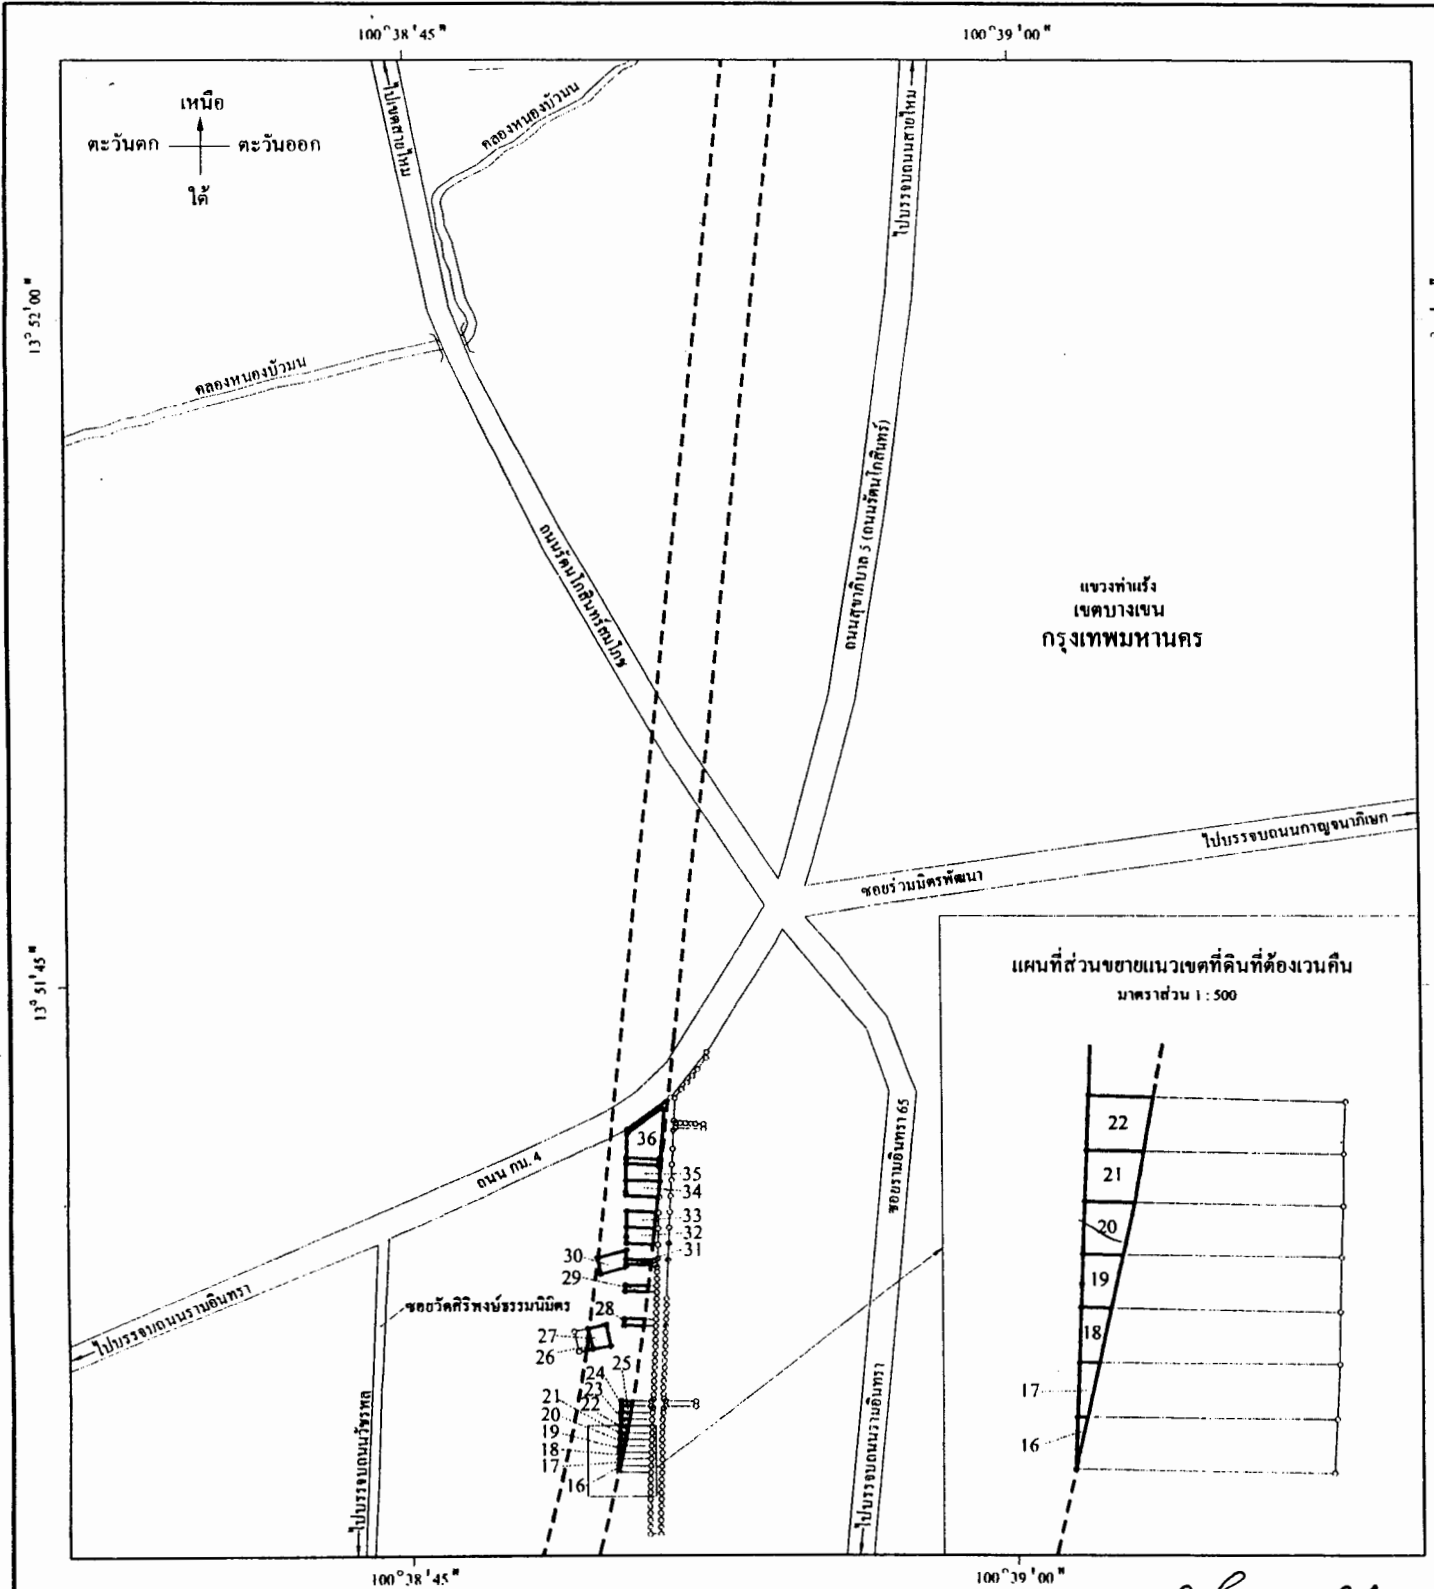 100°38'45"
100°39'00"
เหนือ
ตะวันตก
ตะวันออก
ใต้
ไปเขตสายไหม
คลองหนองบัวมน
ไปบรรจบถนนสายไหม
13°52'00"
คลองหนองบัวมน
ถนนรัตนโกสินทร์สมโภช
ถนนสุขาภิบาล 5 (ถนนรัตนโกสินทร์)
แขวงท่าแร้ง
เขตบางเขน
กรุงเทพมหานคร
ไปบรรจบถนนกาญจนาภิเษก
ซอยร่วมมิตรพัฒนา
13°51'45"
แผนที่ส่วนขยายแนวเขตที่ดินที่ต้องเวนคืน
มาตราส่วน 1 : 500
22
21
20
19
18
17
16
ถนน กม. 4
ซอยรามอินทรา 65
36
35
34
33
32
31
30
29
28
27
26
25
24
23
22
21
20
19
18
17
16
ไปบรรจบถนนรามอินทรา
ซอยวัดศิริพงษ์ธรรมนิมิตร
ไปบรรจบถนนวัชรพล
ไปบรรจบถนนรามอินทรา
100°38'45"
100°39'00"